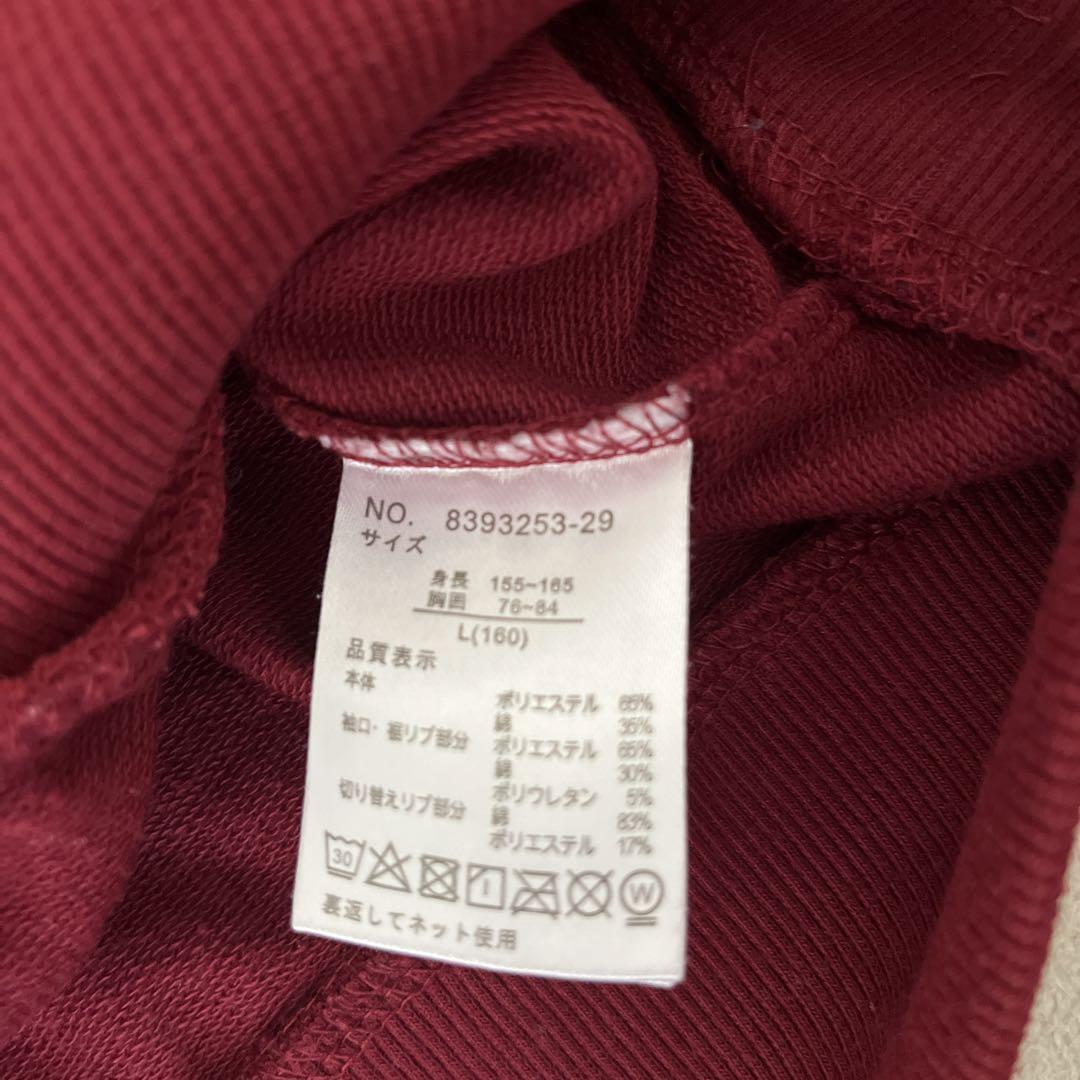 NO. 8393253-29
サイズ
身長 155~165
胸囲 76~84
L(160)
品質表示
本体 ポリエステル 65%
綿 35%
袖口・裾リブ部分 ポリエステル 65%
綿 30%
ポリウレタン 5%
切り替えリブ部分 綿 83%
ポリエステル 17%
30 W
裏返してネット使用